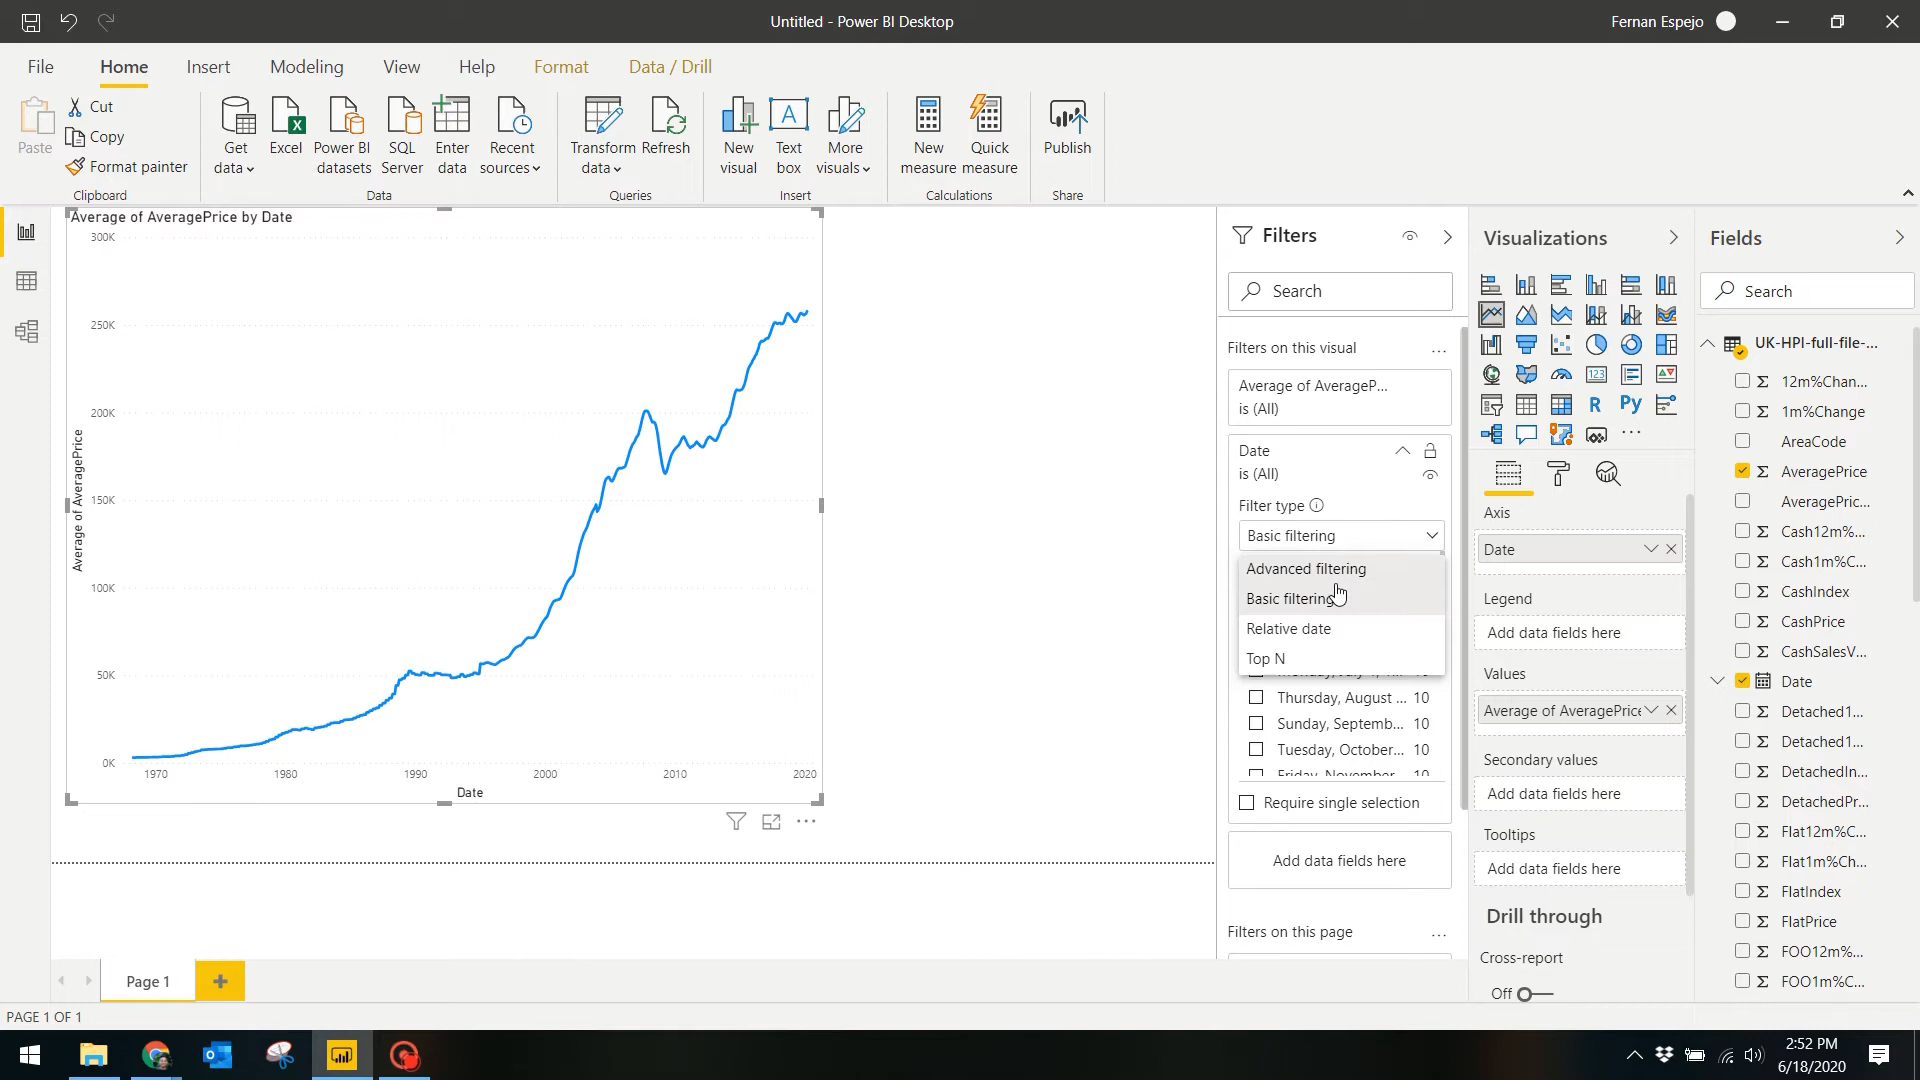 Untitled - Power BI Desktop
Fernan Espejo
File
Home
Insert
Modeling
View
Help
Format
Data / Drill
Paste
Cut
Copy
Format painter
Clipboard
Get data
Excel
Power BI datasets
SQL Server
Enter data
Recent sources
Data
Transform data
Refresh
Queries
New visual
Text box
A
More visuals
Insert
New measure
Quick measure
Calculations
Publish
Share
Average of AveragePrice by Date
300K
250K
200K
150K
100K
50K
0K
Average of AveragePrice
1970
1980
1990
2000
2010
2020
Date
Filters
Search
Filters on this visual
...
Average of AverageP...
is (All)
Date
is (All)
Filter type
Basic filtering
Advanced filtering
Basic filtering
Relative date
Top N
Thursday, August ... 10
Sunday, Septemb... 10
Tuesday, October... 10
Friday, November 10
Require single selection
Add data fields here
Filters on this page
...
Visualizations
123
R
Py
...
Axis
Date
Legend
Add data fields here
Values
Average of AveragePrice
Secondary values
Add data fields here
Tooltips
Add data fields here
Drill through
Cross-report
Off
Fields
Search
UK-HPI-full-file-...
12m%Chan...
1m%Change
AreaCode
AveragePrice
AveragePric...
Cash12m%...
Cash1m%C...
CashIndex
CashPrice
CashSalesV...
Date
Detached1...
Detached1...
DetachedIn...
DetachedPr...
Flat12m%C...
Flat1m%Ch...
FlatIndex
FlatPrice
FOO12m%...
FOO1m%C...
Page 1
PAGE 1 OF 1
2:52 PM
6/18/2020